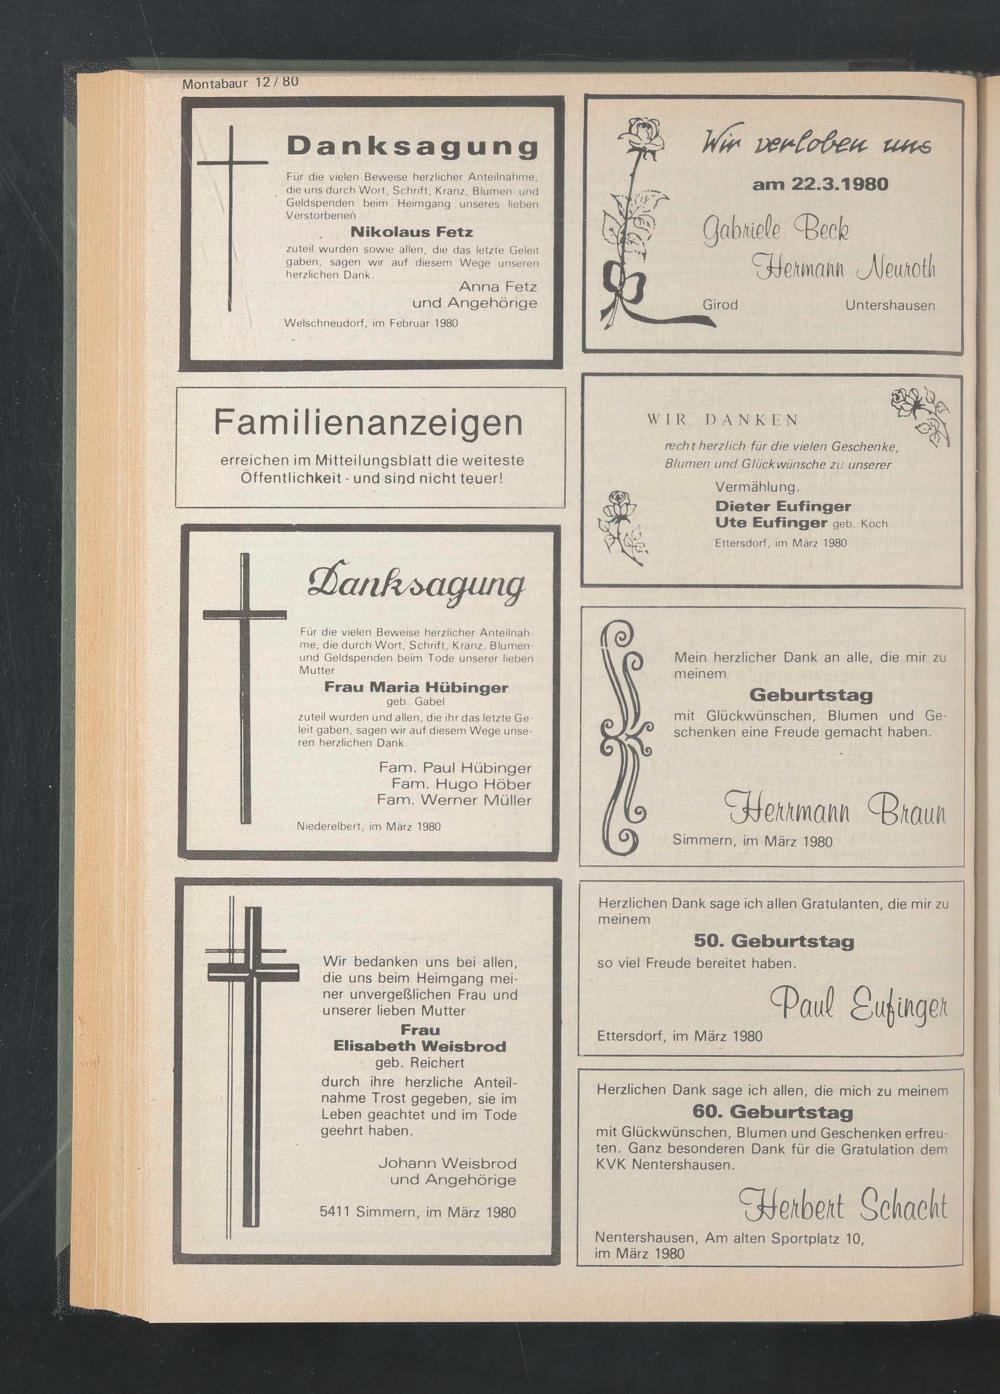 Montabaur 12 / 80
Danksagung
Für die vielen Beweise herzlicher Anteilnahme,
die uns durch Wort, Schrift, Kranz, Blumen- und
Geldspenden beim Heimgang unseres lieben
Verstorbenen
Nikolaus Fetz
zuteil wurden sowie allen, die das letzte Geleit
gaben, sagen wir auf diesem Wege unseren
herzlichen Dank.
Anna Fetz
und Angehörige
Welschneudorf, im Februar 1980
Familienanzeigen
erreichen im Mitteilungsblatt die weiteste
Öffentlichkeit - und sind nicht teuer!
Danksagung
Für die vielen Beweise herzlicher Anteilnah-
me, die durch Wort, Schrift, Kranz, Blumen-
und Geldspenden beim Tode unserer lieben
Mutter
Frau Maria Hübinger
geb. Gabel
zuteil wurden und allen, die ihr das letzte Ge-
leit gaben, sagen wir auf diesem Wege unse-
ren herzlichen Dank.
Fam. Paul Hübinger
Fam. Hugo Höber
Fam. Werner Müller
Niederelbert, im März 1980
Wir bedanken uns bei allen,
die uns beim Heimgang mei-
ner unvergeßlichen Frau und
unserer lieben Mutter
Frau
Elisabeth Weisbrod
geb. Reichert
durch ihre herzliche Anteil-
nahme Trost gegeben, sie im
Leben geachtet und im Tode
geehrt haben.
Johann Weisbrod
und Angehörige
5411 Simmern, im März 1980
Wir verloben uns
am 22.3.1980
Gabriele Beck
Hermann Neuroth
Girod Untershausen
WIR DANKEN
recht herzlich für die vielen Geschenke,
Blumen und Glückwünsche zu unserer
Vermählung.
Dieter Eufinger
Ute Eufinger geb. Koch
Ettersdorf, im März 1980
Mein herzlicher Dank an alle, die mir zu
meinem
Geburtstag
mit Glückwünschen, Blumen und Ge-
schenken eine Freude gemacht haben.
Herrmann Braun
Simmern, im März 1980
Herzlichen Dank sage ich allen Gratulanten, die mir zu
meinem
50. Geburtstag
so viel Freude bereitet haben.
Paul Eufinger
Ettersdorf, im März 1980
Herzlichen Dank sage ich allen, die mich zu meinem
60. Geburtstag
mit Glückwünschen, Blumen und Geschenken erfreu-
ten. Ganz besonderen Dank für die Gratulation dem
KVK Nentershausen.
Herbert Schacht
Nentershausen, Am alten Sportplatz 10,
im März 1980